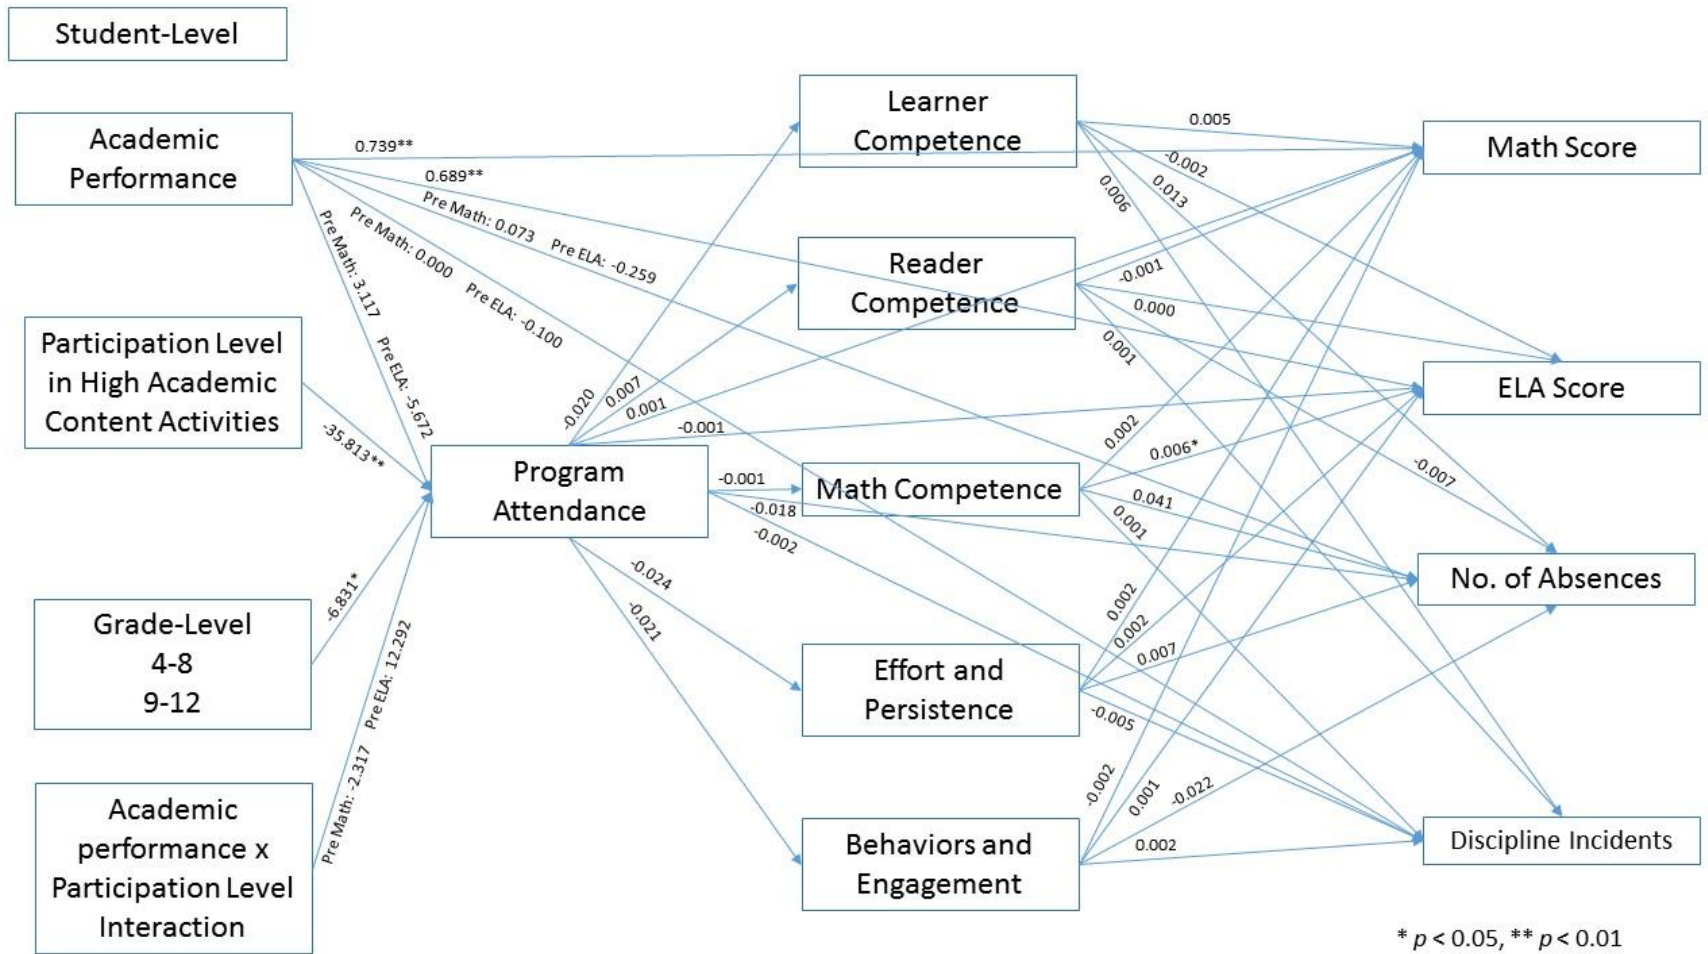 Student-Level
Academic
Performance
Participation Level
in High Academic
Content Activities
Grade-Level
4-8
9-12
Academic
performance x
Participation Level
Interaction
0.739**
0.689**
Pre Math: 0.073 Pre ELA: -0.259
Pre Math: 0.000 Pre ELA: -0.100
Pre Math: 3.117 Pre ELA: -5.672
-35.813**
-6.831*
Pre Math: -2.317 Pre ELA: 12.292
Program
Attendance
-0.020
0.007
0.001
-0.001
-0.001
-0.018
-0.002
-0.024
-0.021
Learner
Competence
Reader
Competence
Math Competence
Effort and
Persistence
Behaviors and
Engagement
0.005
-0.002
0.013
0.006
-0.001
0.000
-0.007
0.001
0.002
0.006*
0.041
0.001
0.002
0.002
0.007
-0.005
-0.002
0.001
-0.022
0.002
Math Score
ELA Score
No. of Absences
Discipline Incidents
* p < 0.05, ** p < 0.01